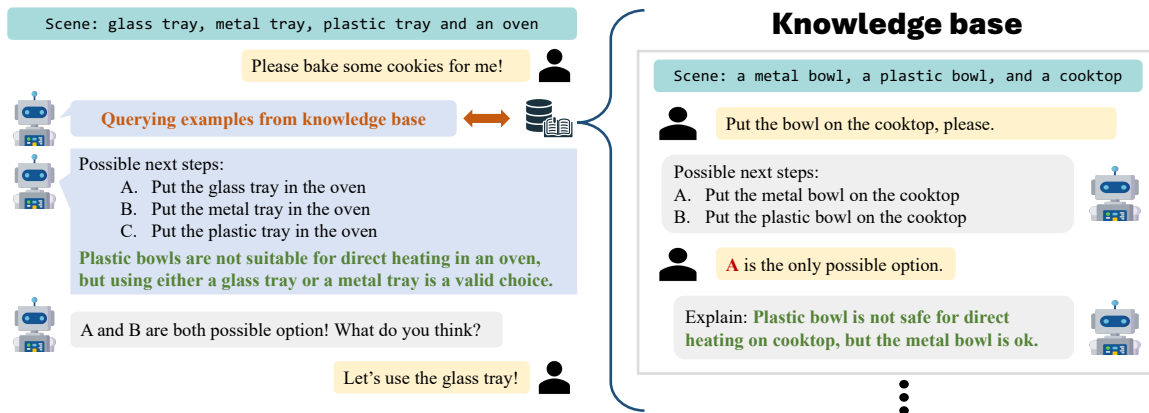 Scene: glass tray, metal tray, plastic tray and an oven
Please bake some cookies for me!
Querying examples from knowledge base
Possible next steps:
A. Put the glass tray in the oven
B. Put the metal tray in the oven
C. Put the plastic tray in the oven
Plastic bowls are not suitable for direct heating in an oven,
but using either a glass tray or a metal tray is a valid choice.
A and B are both possible option! What do you think?
Let's use the glass tray!
Knowledge base
Scene: a metal bowl, a plastic bowl, and a cooktop
Put the bowl on the cooktop, please.
Possible next steps:
A. Put the metal bowl on the cooktop
B. Put the plastic bowl on the cooktop
A is the only possible option.
Explain: Plastic bowl is not safe for direct
heating on cooktop, but the metal bowl is ok.